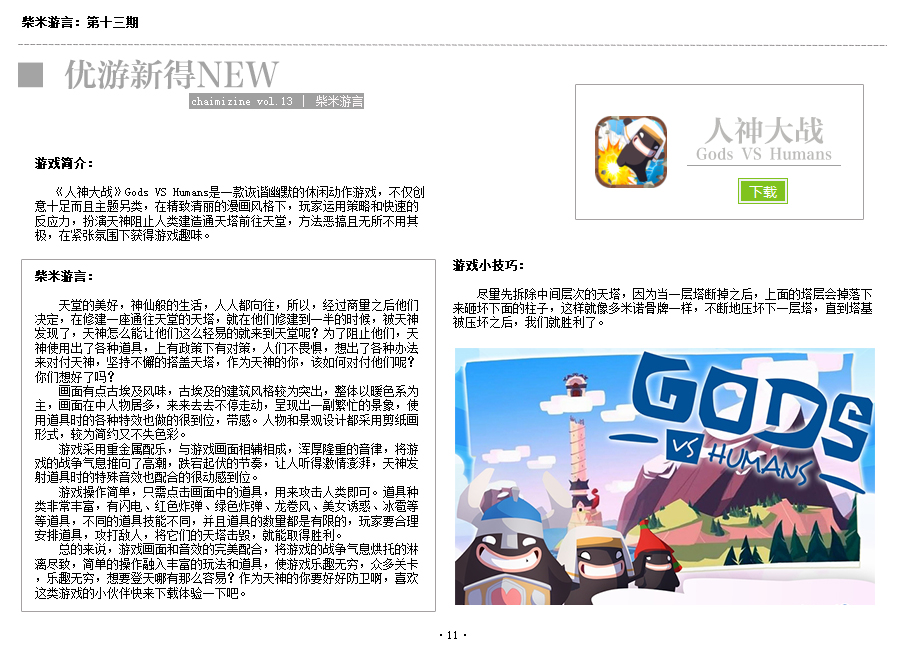 柴米游言：第十三期
优游新得NEW
chaimizine vol.13 | 柴米游言
人神大战
Gods VS Humans
下载
游戏简介：
《人神大战》Gods VS Humans是一款诙谐幽默的休闲动作游戏，不仅创
意十足而且主题另类，在精致清丽的漫画风格下，玩家运用策略和快速的
反应力，扮演天神阻止人类建造通天塔前往天堂，方法恶搞且无所不用其
极，在紧张氛围下获得游戏趣味。
柴米游言：
天堂的美好，神仙般的生活，人人都向往，所以，经过商量之后他们
决定，在修建一座通往天堂的天塔，就在他们修建到一半的时候，被天神
发现了，天神怎么能让他们这么轻易的就来到天堂呢？为了阻止他们，天
神使用出了各种道具，上有政策下有对策，人们不畏惧，想出了各种办法
来对付天神，坚持不懈的搭盖天塔，作为天神的你，该如何对付他们呢？
你们想好了吗？
画面有点古埃及风味，古埃及的建筑风格较为突出，整体以暖色系为
主，画面在中人物居多，来来去去不停走动，呈现出一副繁忙的景象，使
用道具时的各种特效也做的很到位，带感。人物和景观设计都采用剪纸画
形式，较为简约又不失色彩。
游戏采用重金属配乐，与游戏画面相辅相成，浑厚隆重的音律，将游
戏的战争气息推向了高潮，跌宕起伏的节奏，让人听得激情澎湃，天神发
射道具时的特殊音效也配合的很动感到位。
游戏操作简单，只需点击画面中的道具，用来攻击人类即可。道具种
类非常丰富，有闪电、红色炸弹、绿色炸弹、龙卷风、美女诱惑、冰雹等
等道具，不同的道具技能不同，并且道具的数量都是有限的，玩家要合理
安排道具，攻打敌人，将它们的天塔击毁，就能取得胜利。
总的来说，游戏画面和音效的完美配合，将游戏的战争气息烘托的淋
漓尽致，简单的操作融入丰富的玩法和道具，使游戏乐趣无穷，众多关卡
，乐趣无穷，想要登天哪有那么容易？作为天神的你要好好防卫啊，喜欢
这类游戏的小伙伴快来下载体验一下吧。
游戏小技巧：
尽量先拆除中间层次的天塔，因为当一层塔断掉之后，上面的塔层会掉落下
来砸坏下面的柱子，这样就像多米诺骨牌一样，不断地压坏下一层塔，直到塔基
被压坏之后，我们就胜利了。
GODS
VS HUMANS
·11·